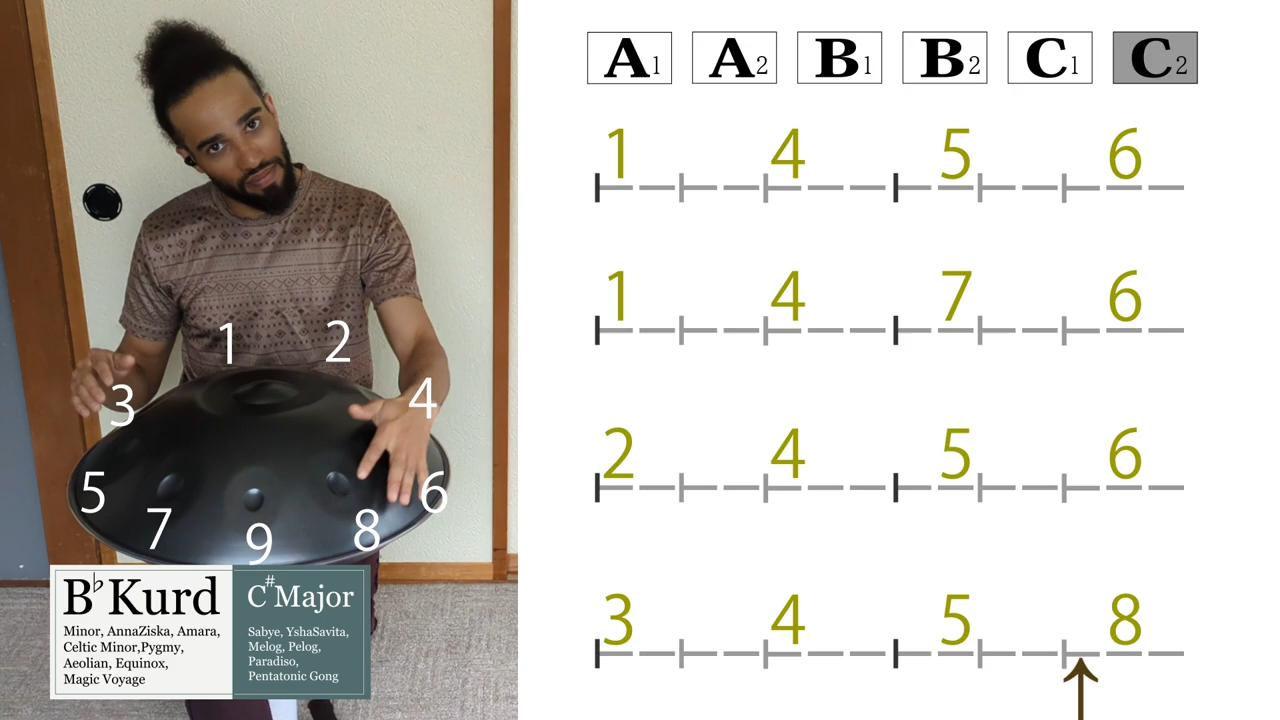 A1 A2 B1 B2 C1 C2
1 4 5 6
1 4 7 6
2 4 5 6
3 4 5 8
1 2
3 4
5 6
7 9 8
B♭ Kurd
Minor, AnnaZiska, Amara,
Celtic Minor,Pygmy,
Aeolian, Equinox,
Magic Voyage
C#Major
Sabye, YshaSavita,
Melog, Pelog,
Paradiso,
Pentatonic Gong